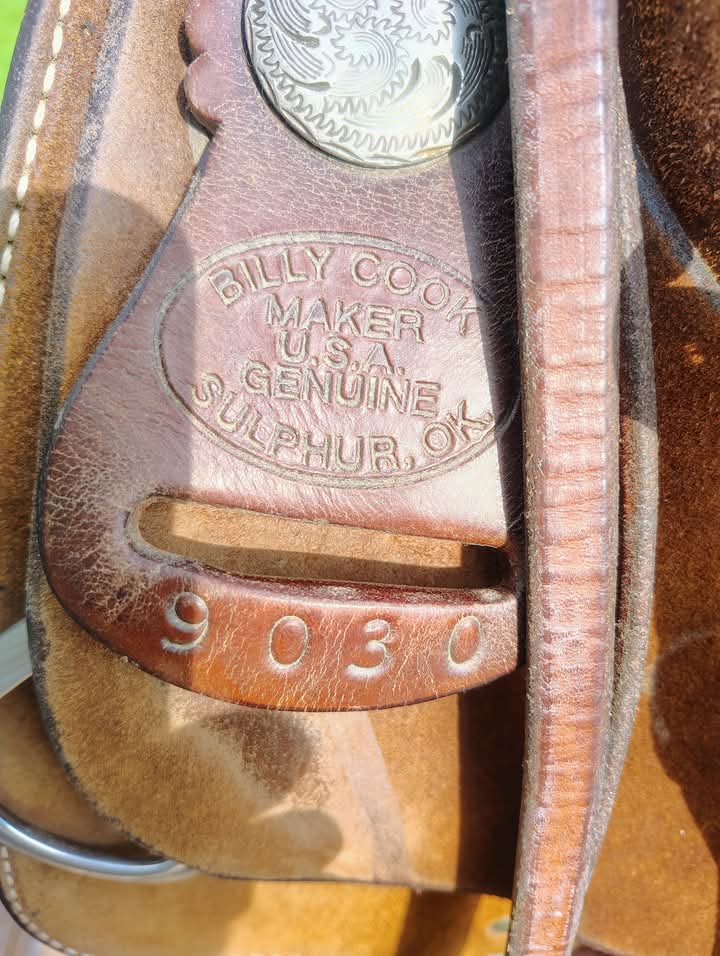 BILLY COOK
MAKER
U.S.A.
GENUINE
SULPHUR, OK.
9030